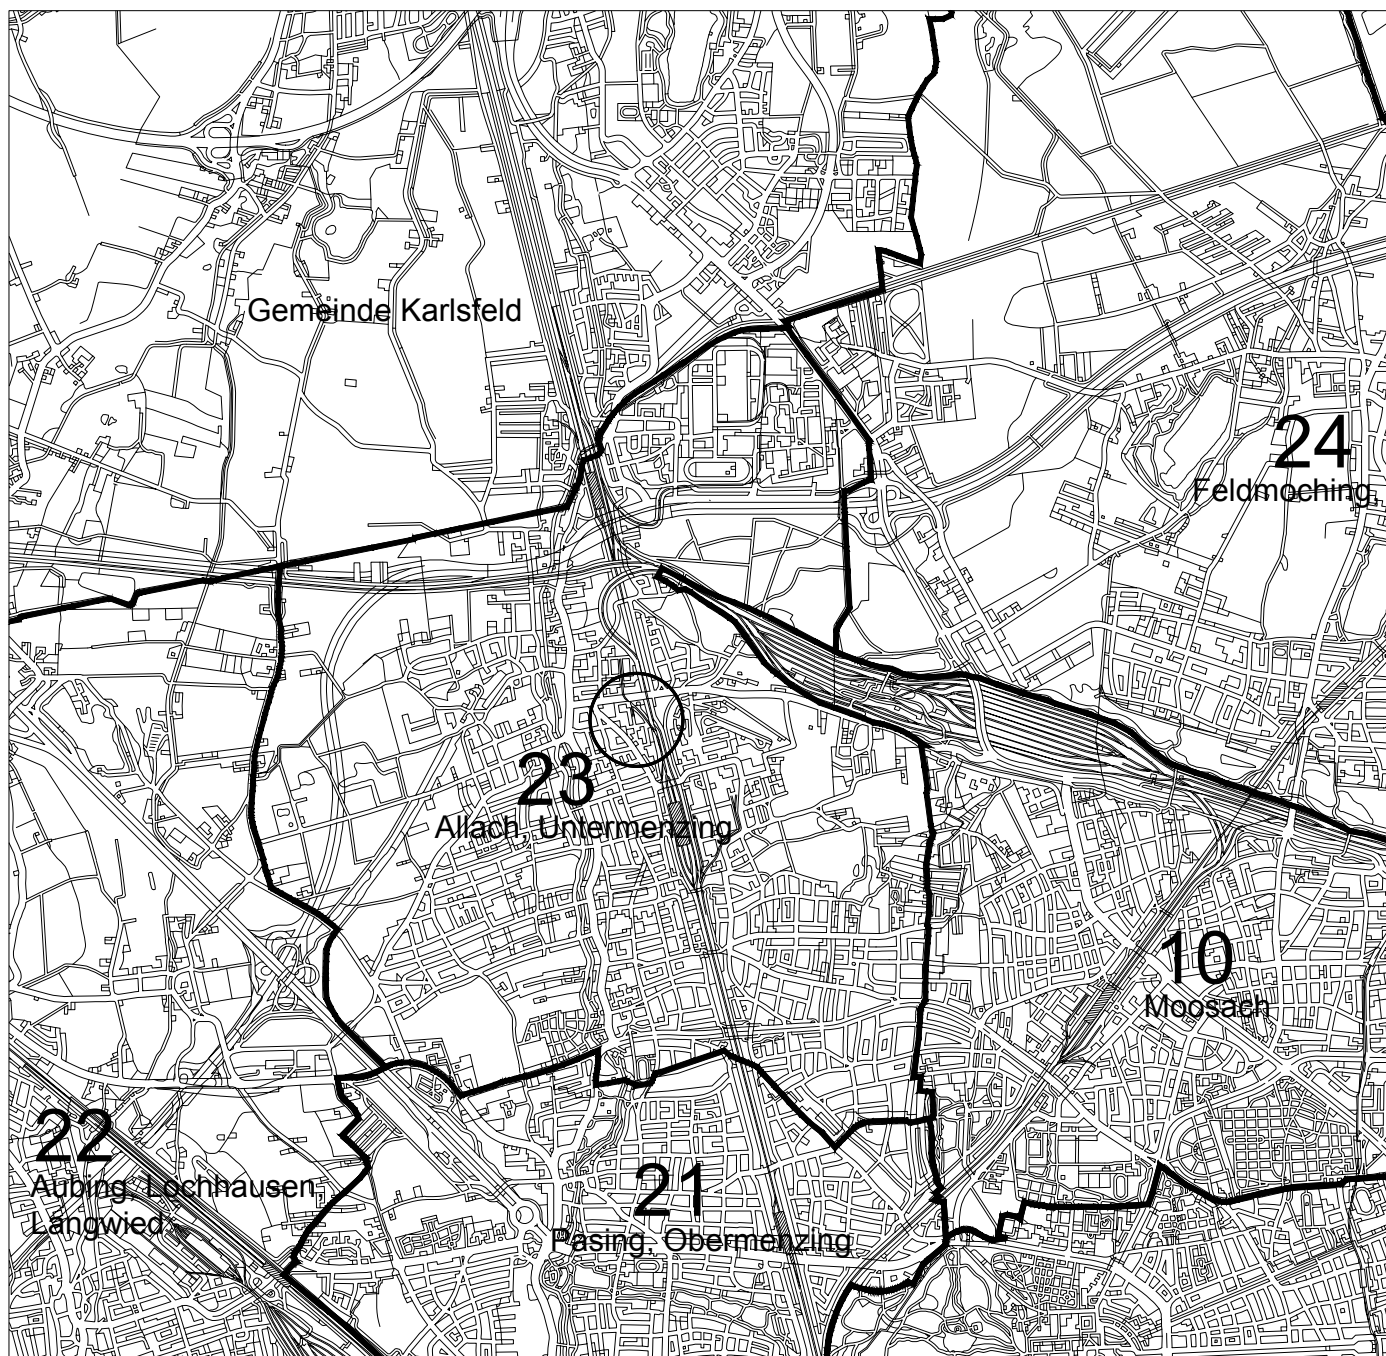 Gemeinde Karlsfeld
24
Feldmoching,
23
Allach, Untermenzing
10
Moosach
22
Aubing, Lochhausen,
Langwied
21
Pasing, Obermenzing